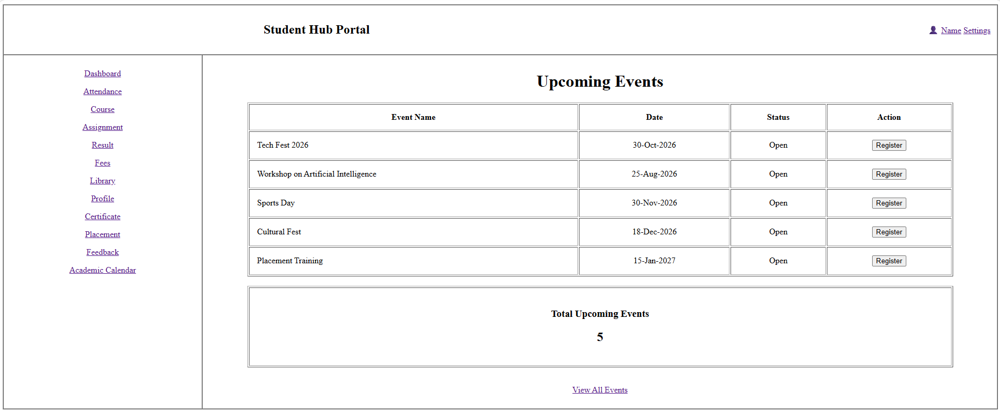 Student Hub Portal
Name Settings
Dashboard
Attendance
Course
Assignment
Result
Fees
Library
Profile
Certificate
Placement
Feedback
Academic Calendar
Upcoming Events
Event Name Date Status Action
Tech Fest 2026 30-Oct-2026 Open Register
Workshop on Artificial Intelligence 25-Aug-2026 Open Register
Sports Day 30-Nov-2026 Open Register
Cultural Fest 18-Dec-2026 Open Register
Placement Training 15-Jan-2027 Open Register
Total Upcoming Events
5
View All Events